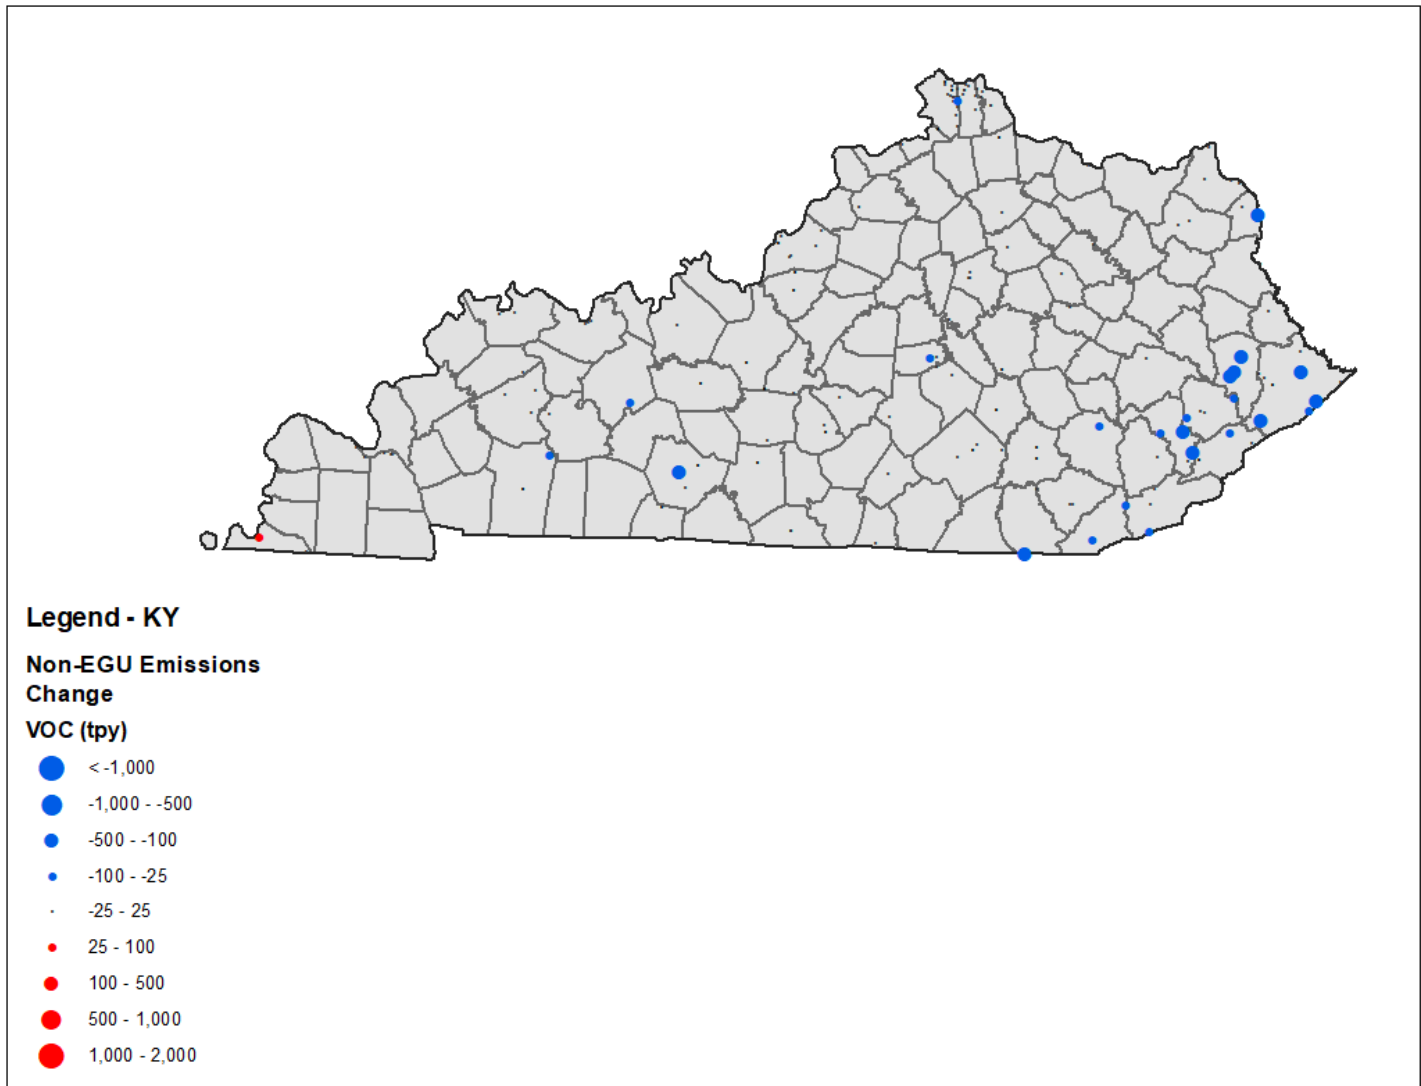 Legend - KY
Non-EGU Emissions
Change
VOC (tpy)
< -1,000
-1,000 - -500
-500 - -100
-100 - -25
-25 - 25
25 - 100
100 - 500
500 - 1,000
1,000 - 2,000